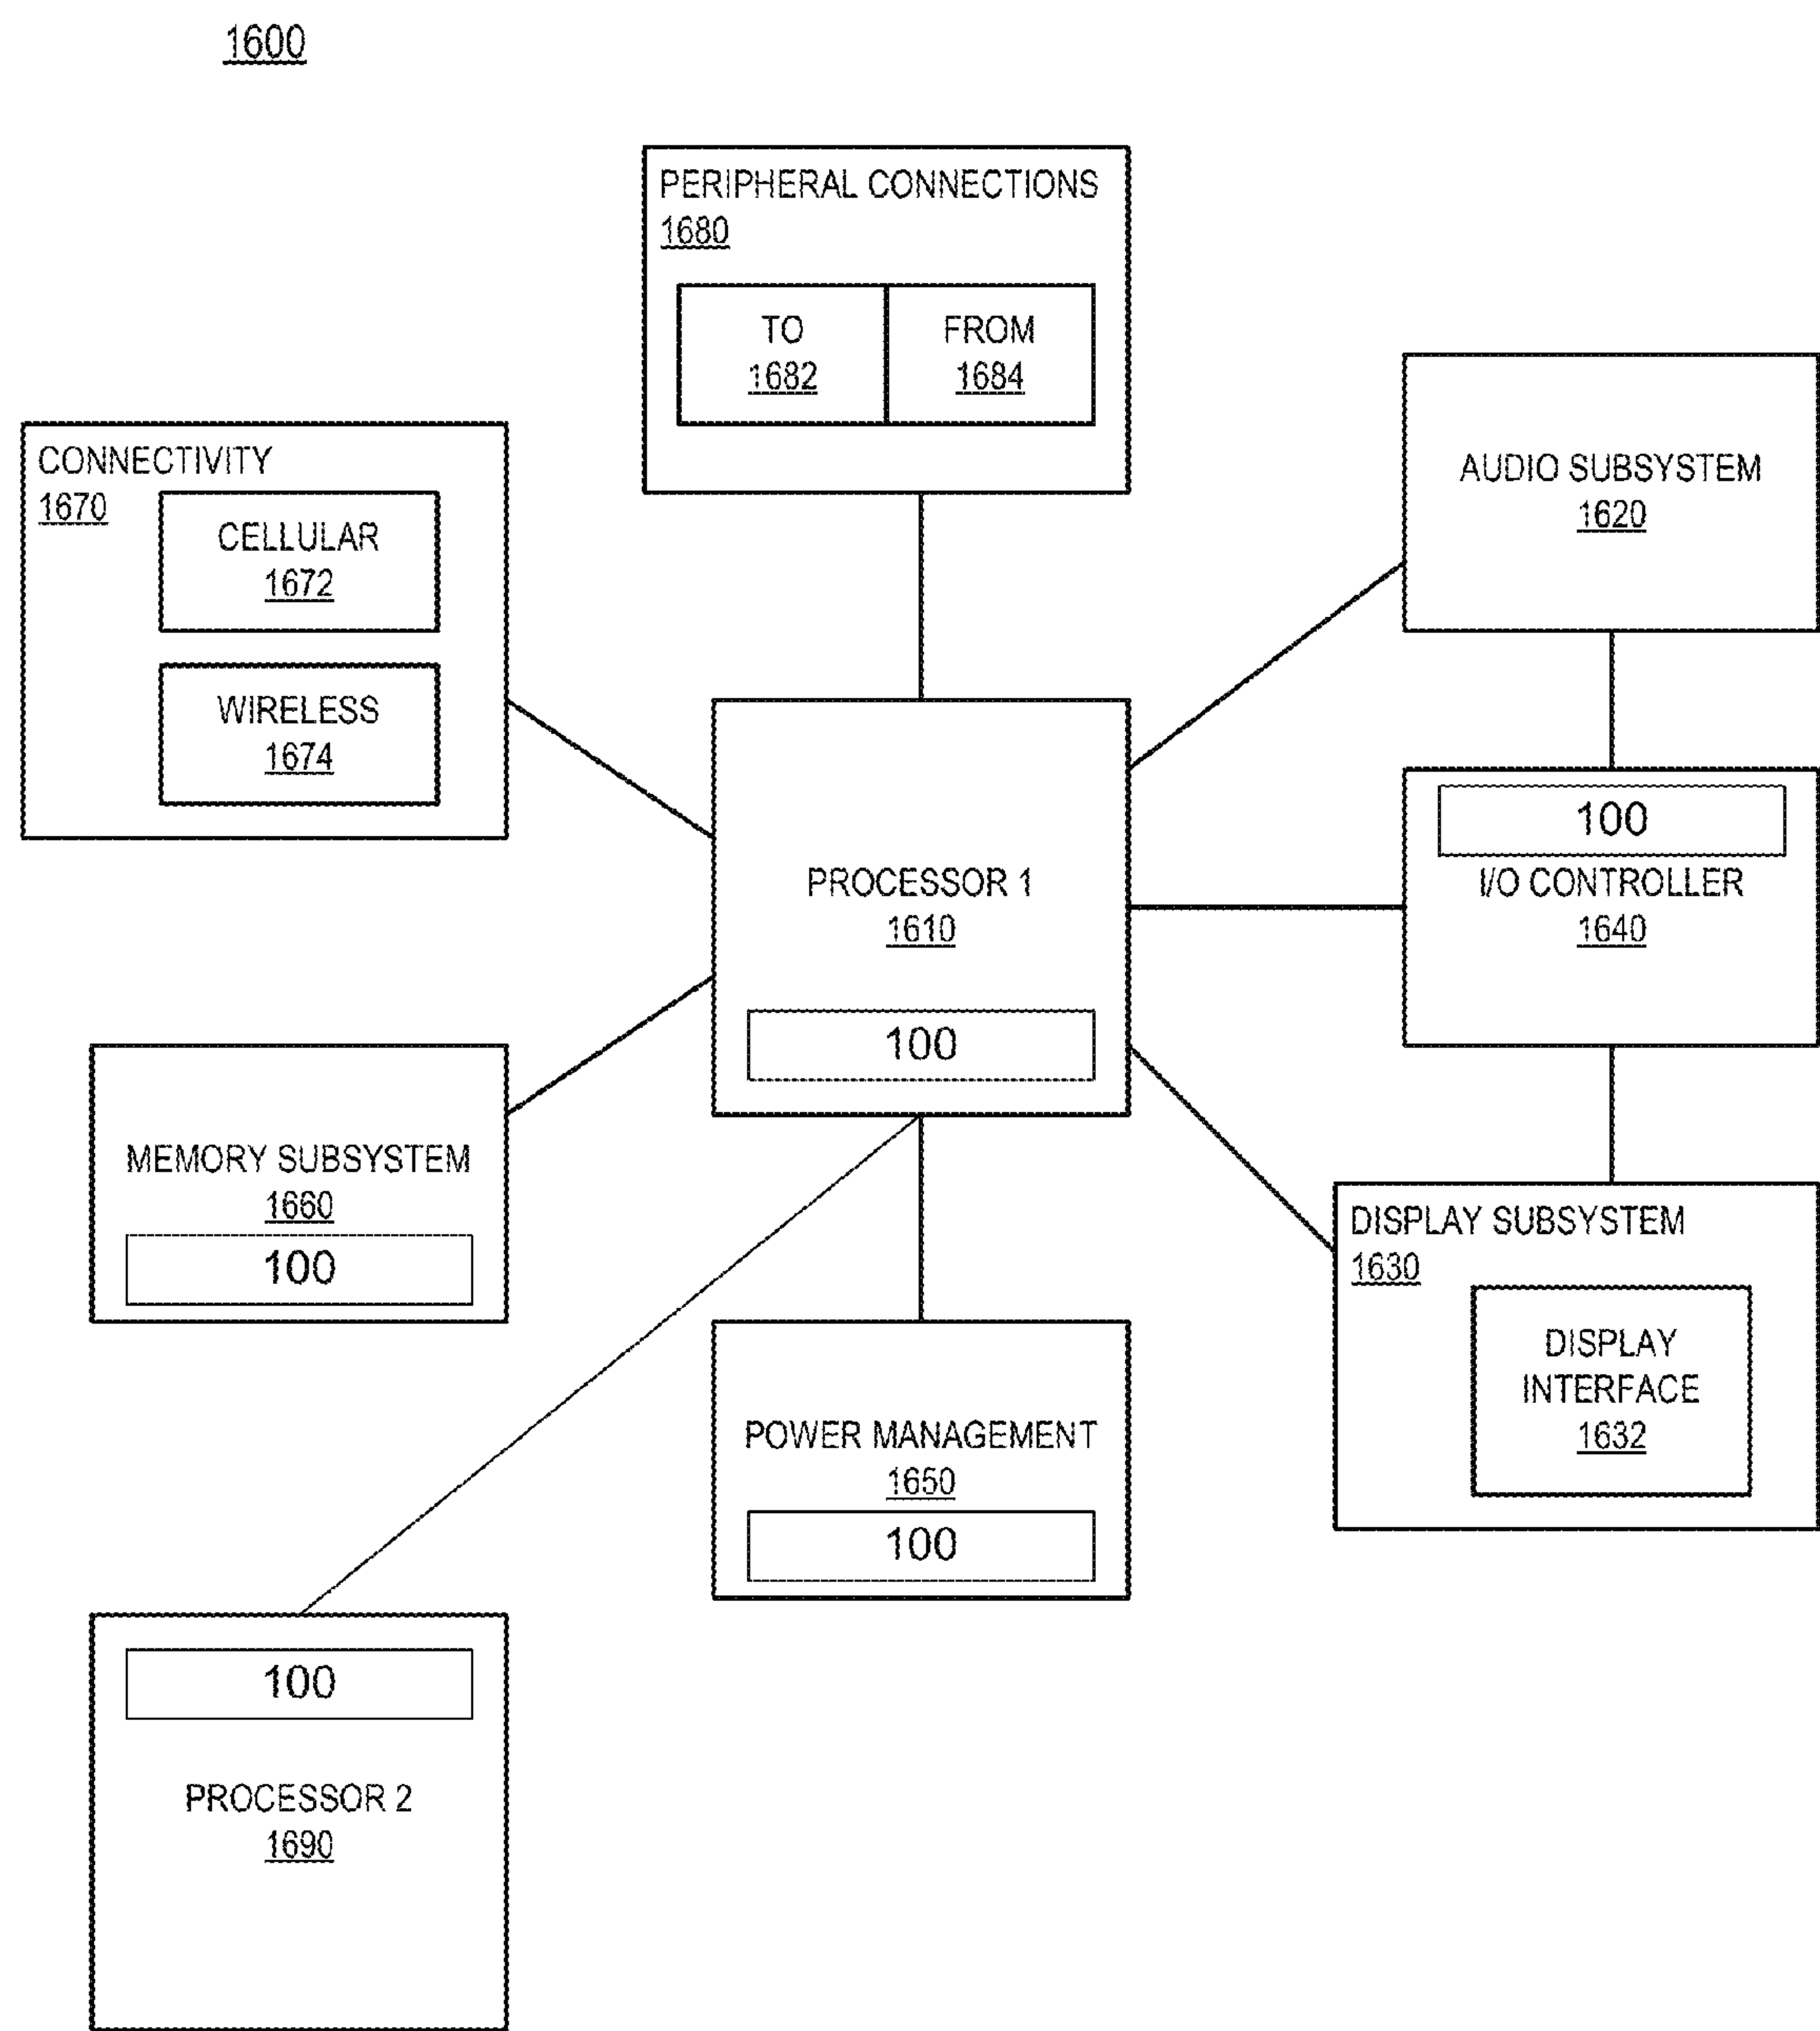 1600
PERIPHERAL CONNECTIONS
1680
TO
1682
FROM
1684
CONNECTIVITY
1670
CELLULAR
1672
WIRELESS
1674
AUDIO SUBSYSTEM
1620
PROCESSOR 1
1610
100
100
I/O CONTROLLER
1640
MEMORY SUBSYSTEM
1660
100
DISPLAY SUBSYSTEM
1630
DISPLAY
INTERFACE
1632
POWER MANAGEMENT
1650
100
100
PROCESSOR 2
1690